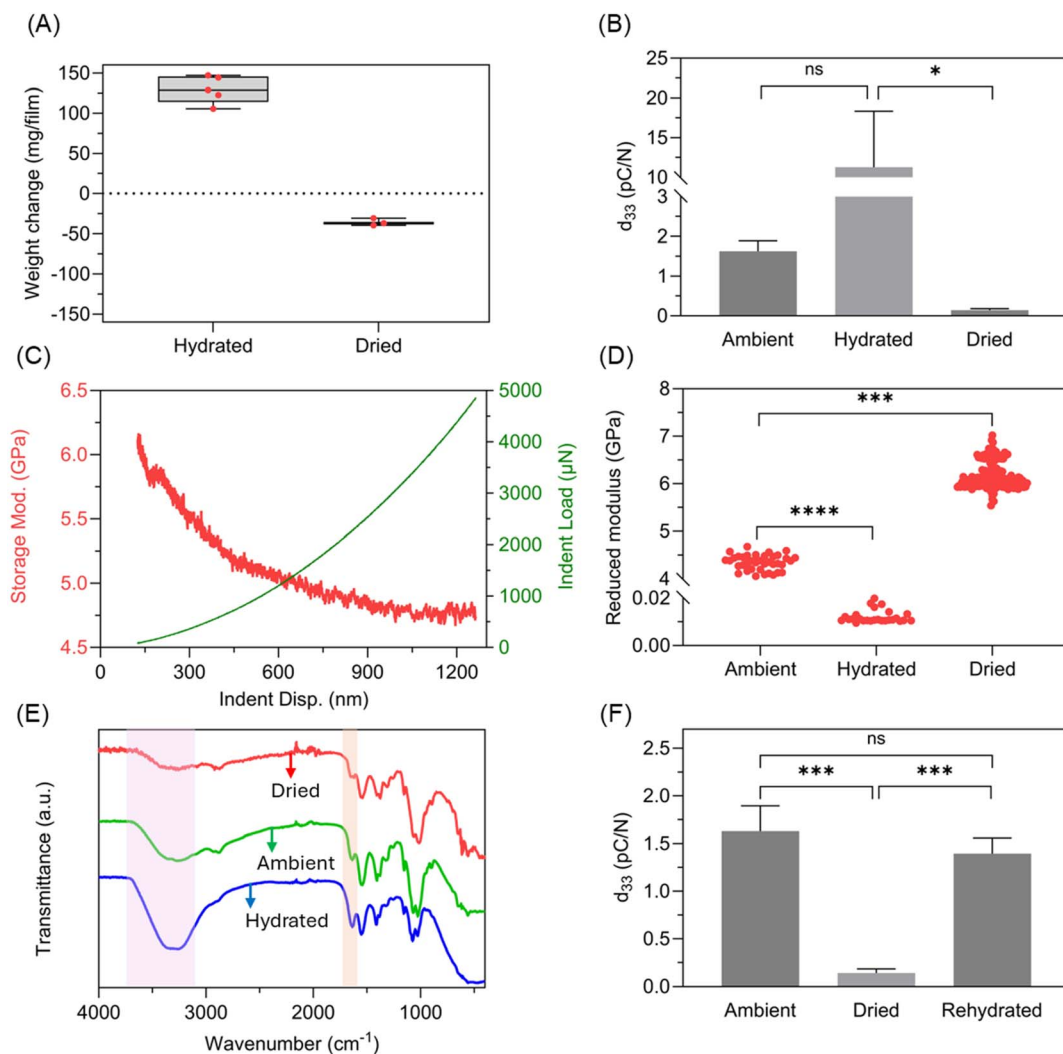 (A)
Weight change (mg/film)
150
100
50
0
-50
-100
-150
Hydrated
Dried
(B)
d33 (pC/N)
25
20
15
10
3
2
1
0
ns
*
Ambient
Hydrated
Dried
(C)
Storage Mod. (GPa)
6.5
6.0
5.5
5.0
4.5
Indent Load (µN)
5000
4000
3000
2000
1000
0
0
300
600
900
1200
Indent Disp. (nm)
(D)
Reduced modulus (GPa)
8
7
6
5
4
0.02
0.00
***
****
Ambient
Hydrated
Dried
(E)
Transmittance (a.u.)
Dried
Ambient
Hydrated
4000
3000
2000
1000
Wavenumber (cm⁻¹)
(F)
d33 (pC/N)
2.5
2.0
1.5
1.0
0.5
0.0
ns
***
***
Ambient
Dried
Rehydrated